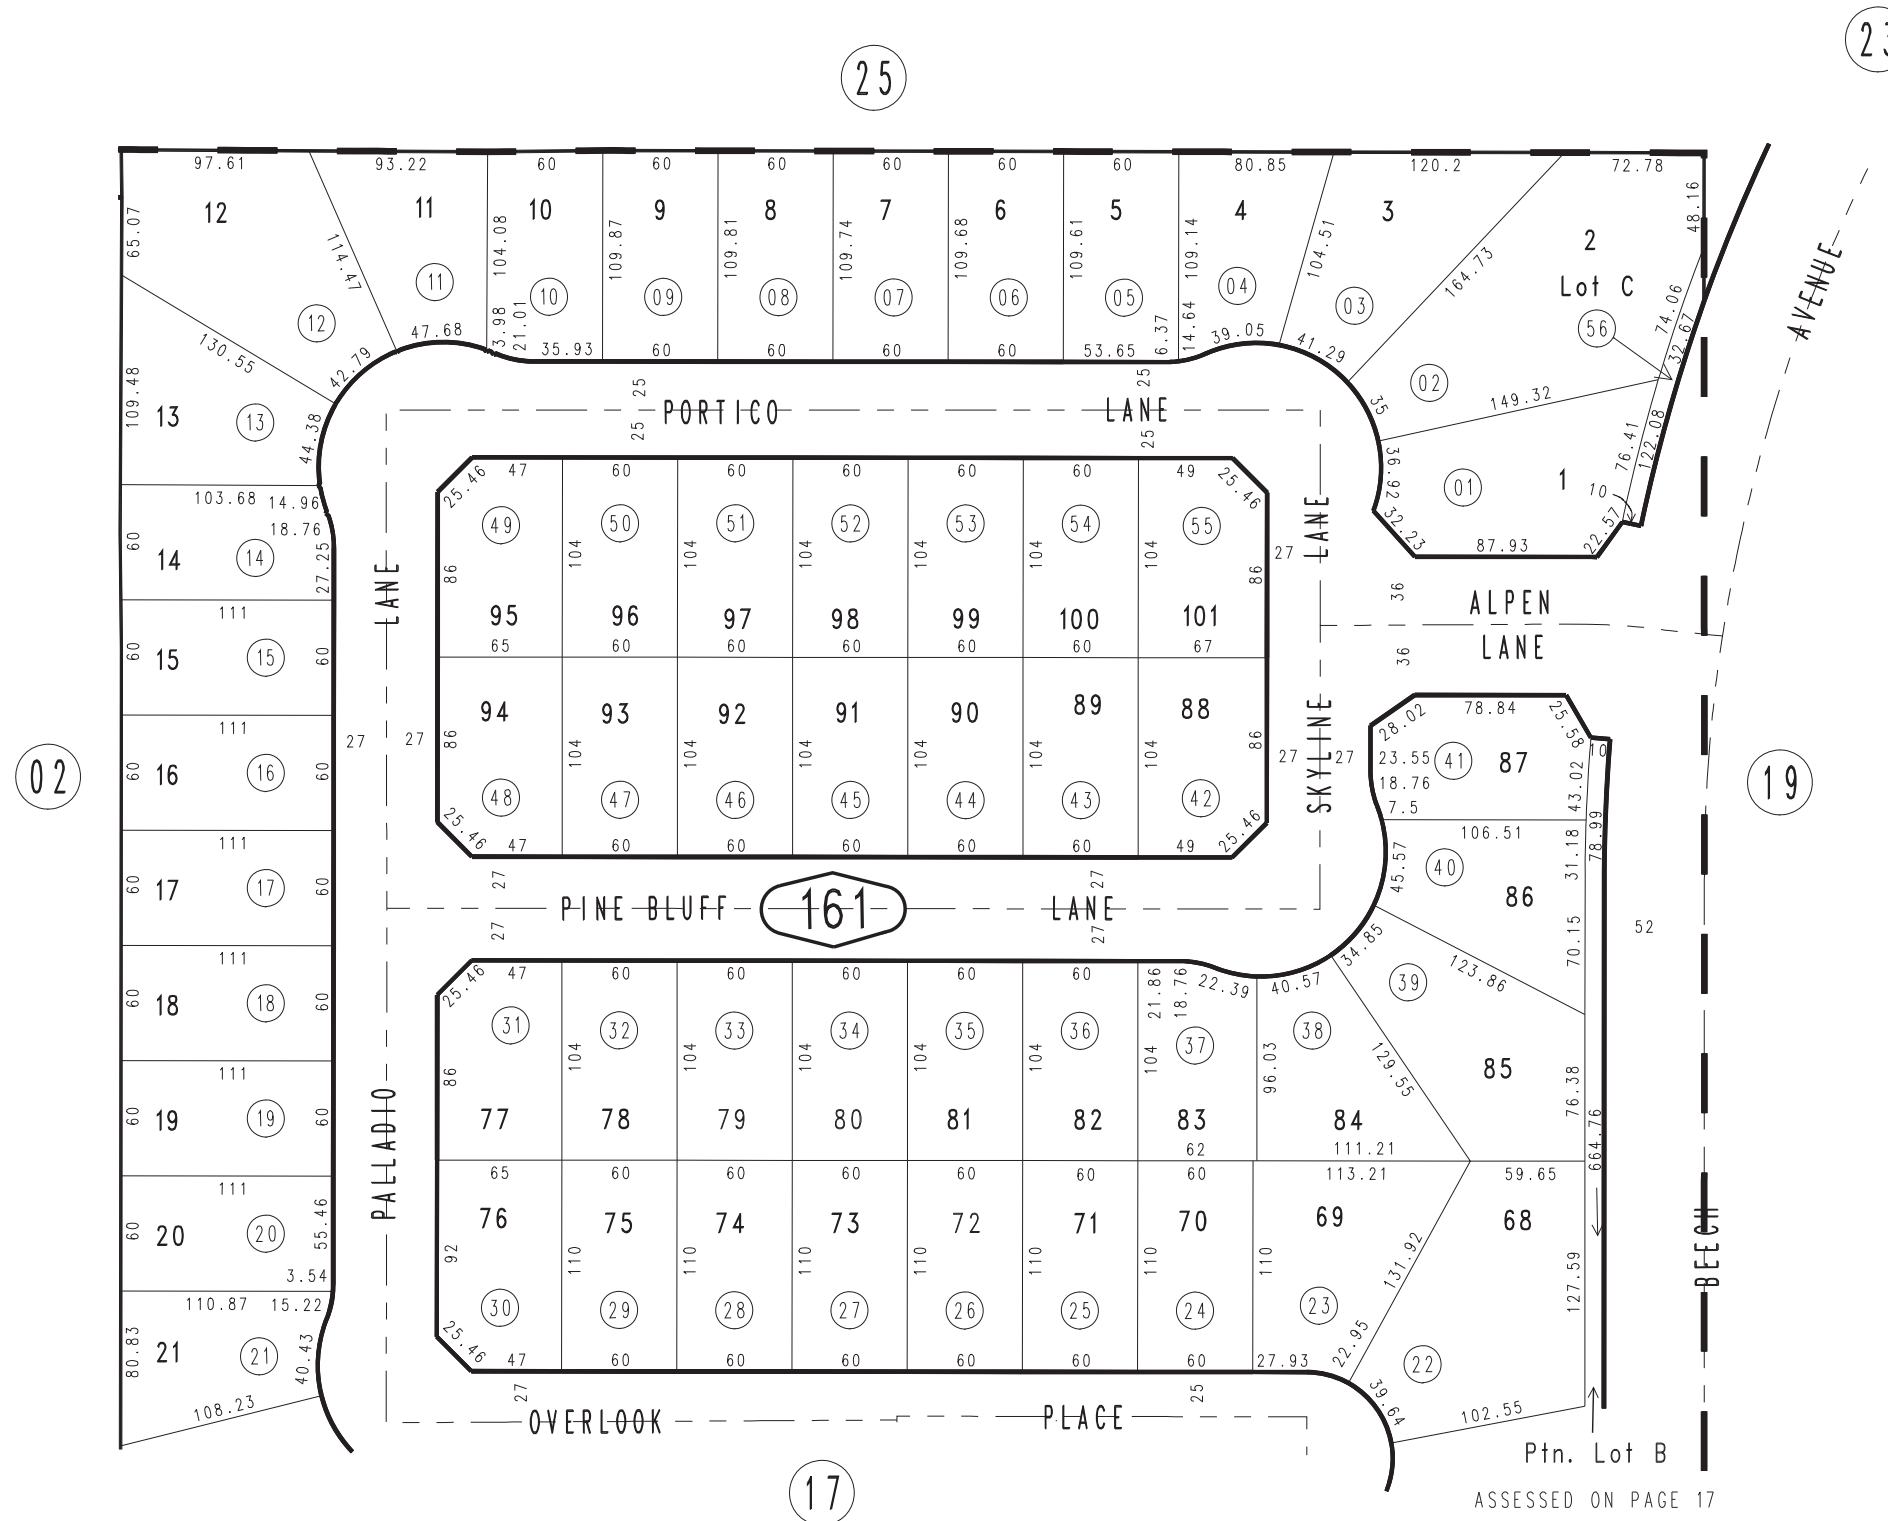 25
23
97.61 93.22 60 60 60 60 60 60 80.85 120.2 72.78
12 11 10 9 8 7 6 5 4 3 2
65.07 114.47 104.08 109.87 109.81 109.74 109.68 109.61 109.14 104.51 164.73 48.16
Lot C
AVENUE
12 11 10 09 08 07 06 05 04 03 56
74.06 32.67
130.55 42.79 47.68 3.98 21.01 35.93 60 60 60 60 53.65 6.37 14.64 39.05 41.29
02
149.32
109.48 13 13 44.38 25 25 35
PORTICO LANE
25 25
76.41 122.08
103.68 14.96 25.46 47 60 60 60 60 60 49 25.46 36.92 01 1 10
18.76 49 50 51 52 53 54 55 LANE 32.23 87.93 22.57
60 14 14 27.25 LANE 86 104 104 104 104 104 104 86 27
111 95 96 97 98 99 100 101 36 ALPEN
60 15 15 60 65 60 60 60 60 60 67 36 LANE
111 94 93 92 91 90 89 88 28.02 78.84 25.58
27 27 86 104 104 104 104 104 104 86 27 27 23.55 41 87 10
02
60 16 16 60 48 47 46 45 44 43 42 SKYLINE 18.76 43.02
19
7.5
111 25.46 47 60 60 60 60 60 49 25.46 106.51 31.18 78.99
60 17 17 60 27 27 45.57 40 86
PINE BLUFF 161 LANE
27 27 52
111 25.46 47 60 60 60 60 60 21.86 18.76 22.39 40.57 34.85 123.86 70.15
60 18 18 60 31 32 33 34 35 36 37 38 39
111 86 104 104 104 104 104 104 96.03 129.55 85 76.38
60 19 19 60 PALLADIO 77 78 79 80 81 82 83 84
62 111.21 664.76
111 65 60 60 60 60 60 60 113.21 59.65
60 20 20 55.46 76 75 74 73 72 71 70 69 68
3.54 92 110 110 110 110 110 110 110 131.92 127.59 BEECH
110.87 15.22 30 29 28 27 26 25 24 23
80.83 21 21 40.43 25.46 47 60 60 60 60 60 60 27.93 22.95 22
108.23 27 25 39.64 102.55
OVERLOOK PLACE
Ptn. Lot B
17
ASSESSED ON PAGE 17